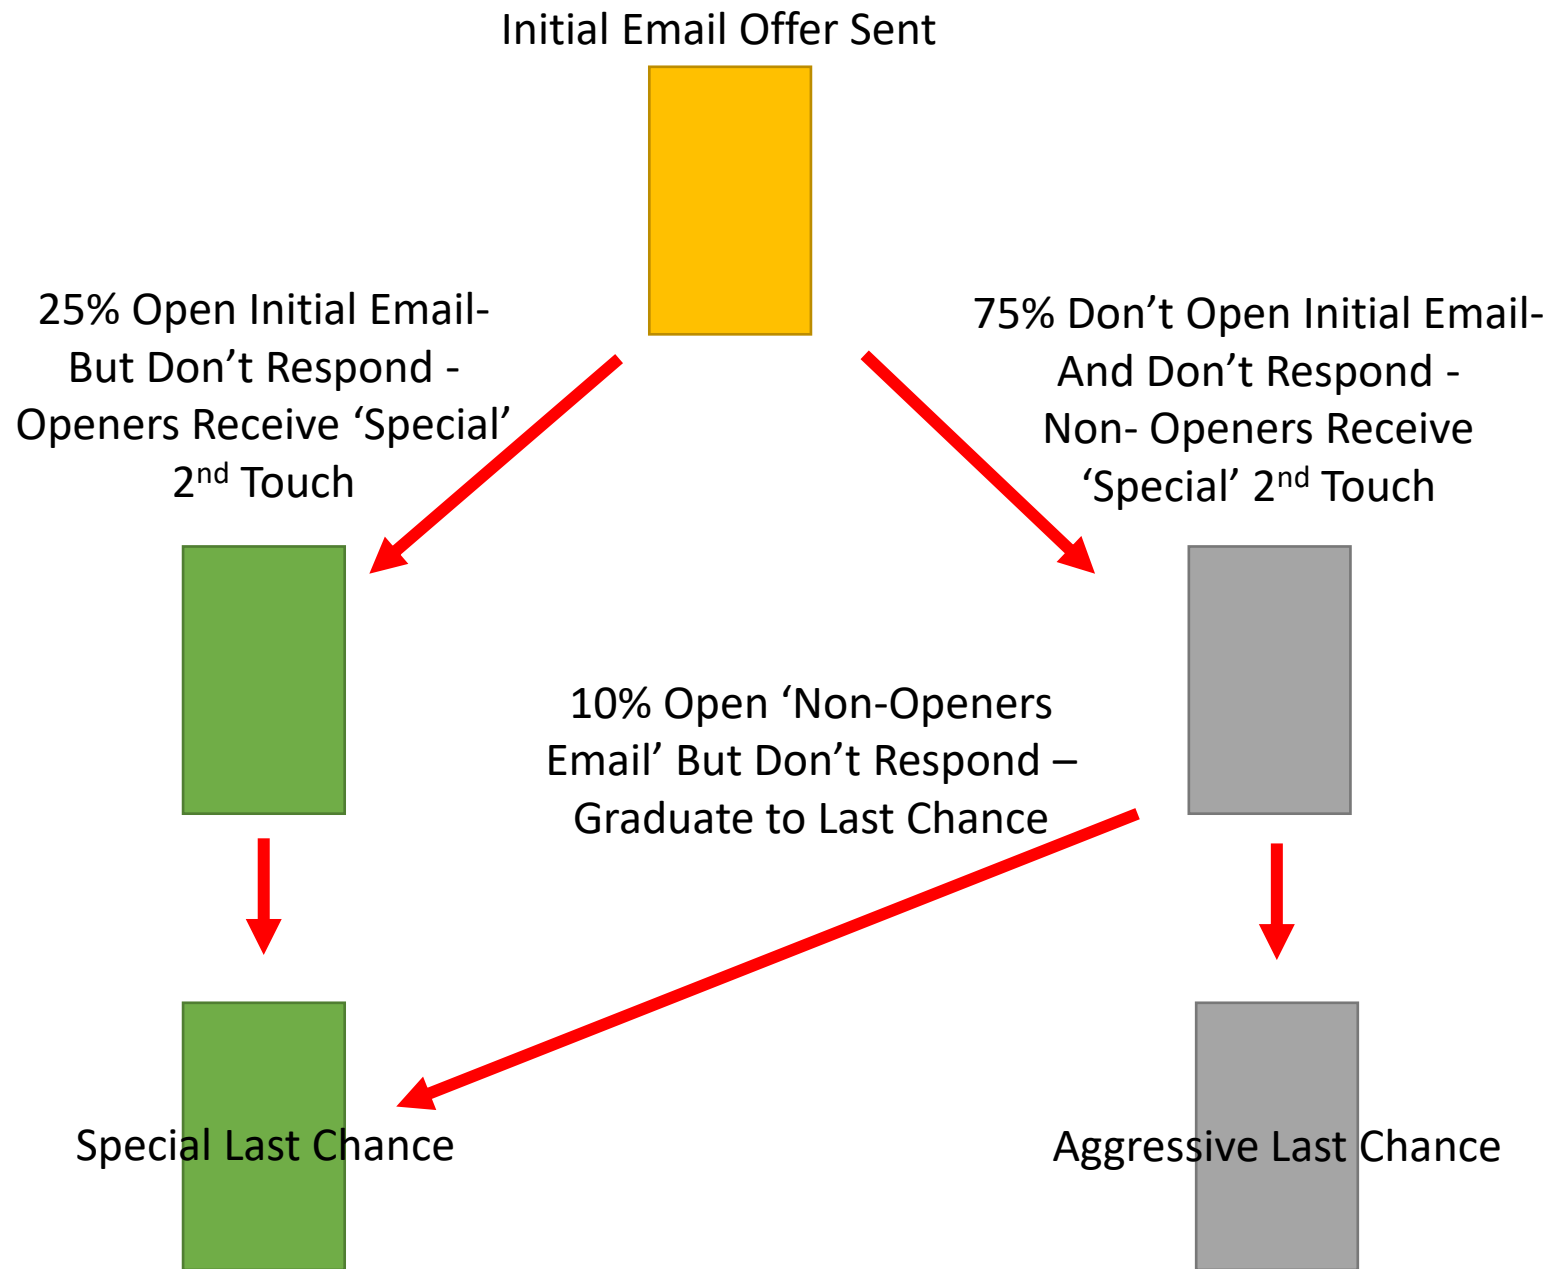 Initial Email Offer Sent
25% Open Initial Email-
But Don’t Respond -
Openers Receive ‘Special’
2nd Touch
75% Don’t Open Initial Email-
And Don’t Respond -
Non- Openers Receive
‘Special’ 2nd Touch
10% Open ‘Non-Openers
Email’ But Don’t Respond –
Graduate to Last Chance
Special Last Chance
Aggressive Last Chance